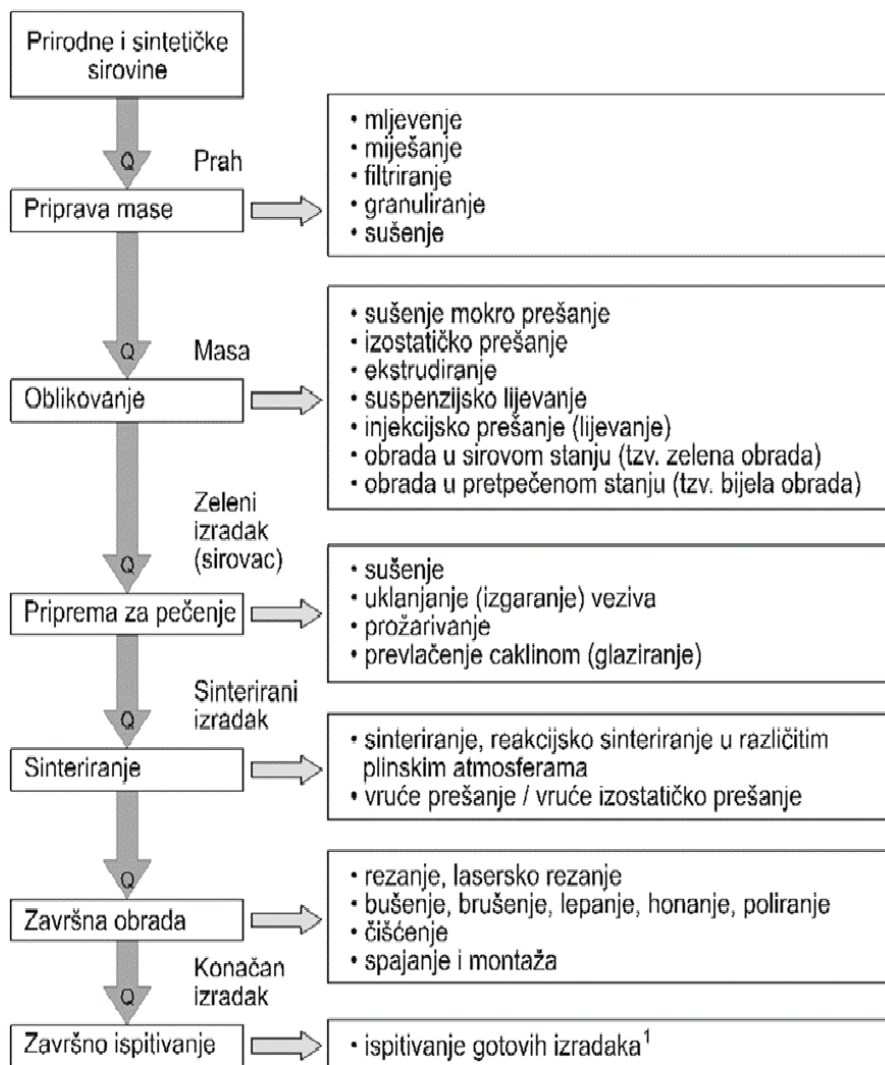 Prirodne i sintetičke
sirovine
Q
Prah
Priprava mase
• mljevenje
• miješanje
• filtriranje
• granuliranje
• sušenje
Q
Masa
Oblikovanje
• sušenje mokro prešanje
• izostatičko prešanje
• ekstrudiranje
• suspenzijsko lijevanje
• injekcijsko prešanje (lijevanje)
• obrada u sirovom stanju (tzv. zelena obrada)
• obrada u pretpečenom stanju (tzv. bijela obrada)
Zeleni
izradak
(sirovac)
Q
Priprema za pečenje
• sušenje
• uklanjanje (izgaranje) veziva
• prožarivanje
• prevlačenje caklinom (glaziranje)
Sinterirani
izradak
Q
Sinteriranje
• sinteriranje, reakcijsko sinteriranje u različitim
plinskim atmosferama
• vruće prešanje / vruće izostatičko prešanje
Q
Završna obrada
• rezanje, lasersko rezanje
• bušenje, brušenje, lepanje, honanje, poliranje
• čišćenje
• spajanje i montaža
Konačan
izradak
Q
Završno ispitivanje
• ispitivanje gotovih izradaka¹